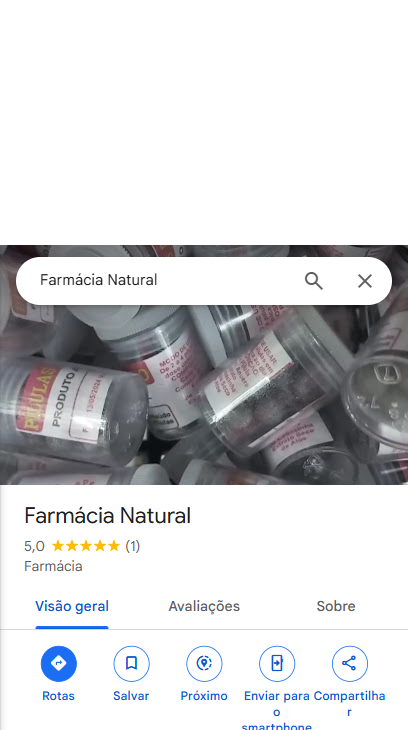 Farmácia Natural
PÍLULAS
PRODUTO
Farmácia Natural
5,0 (1)
Farmácia
Visão geral Avaliações Sobre
Rotas Salvar Próximo Enviar para o smartphone Compartilhar